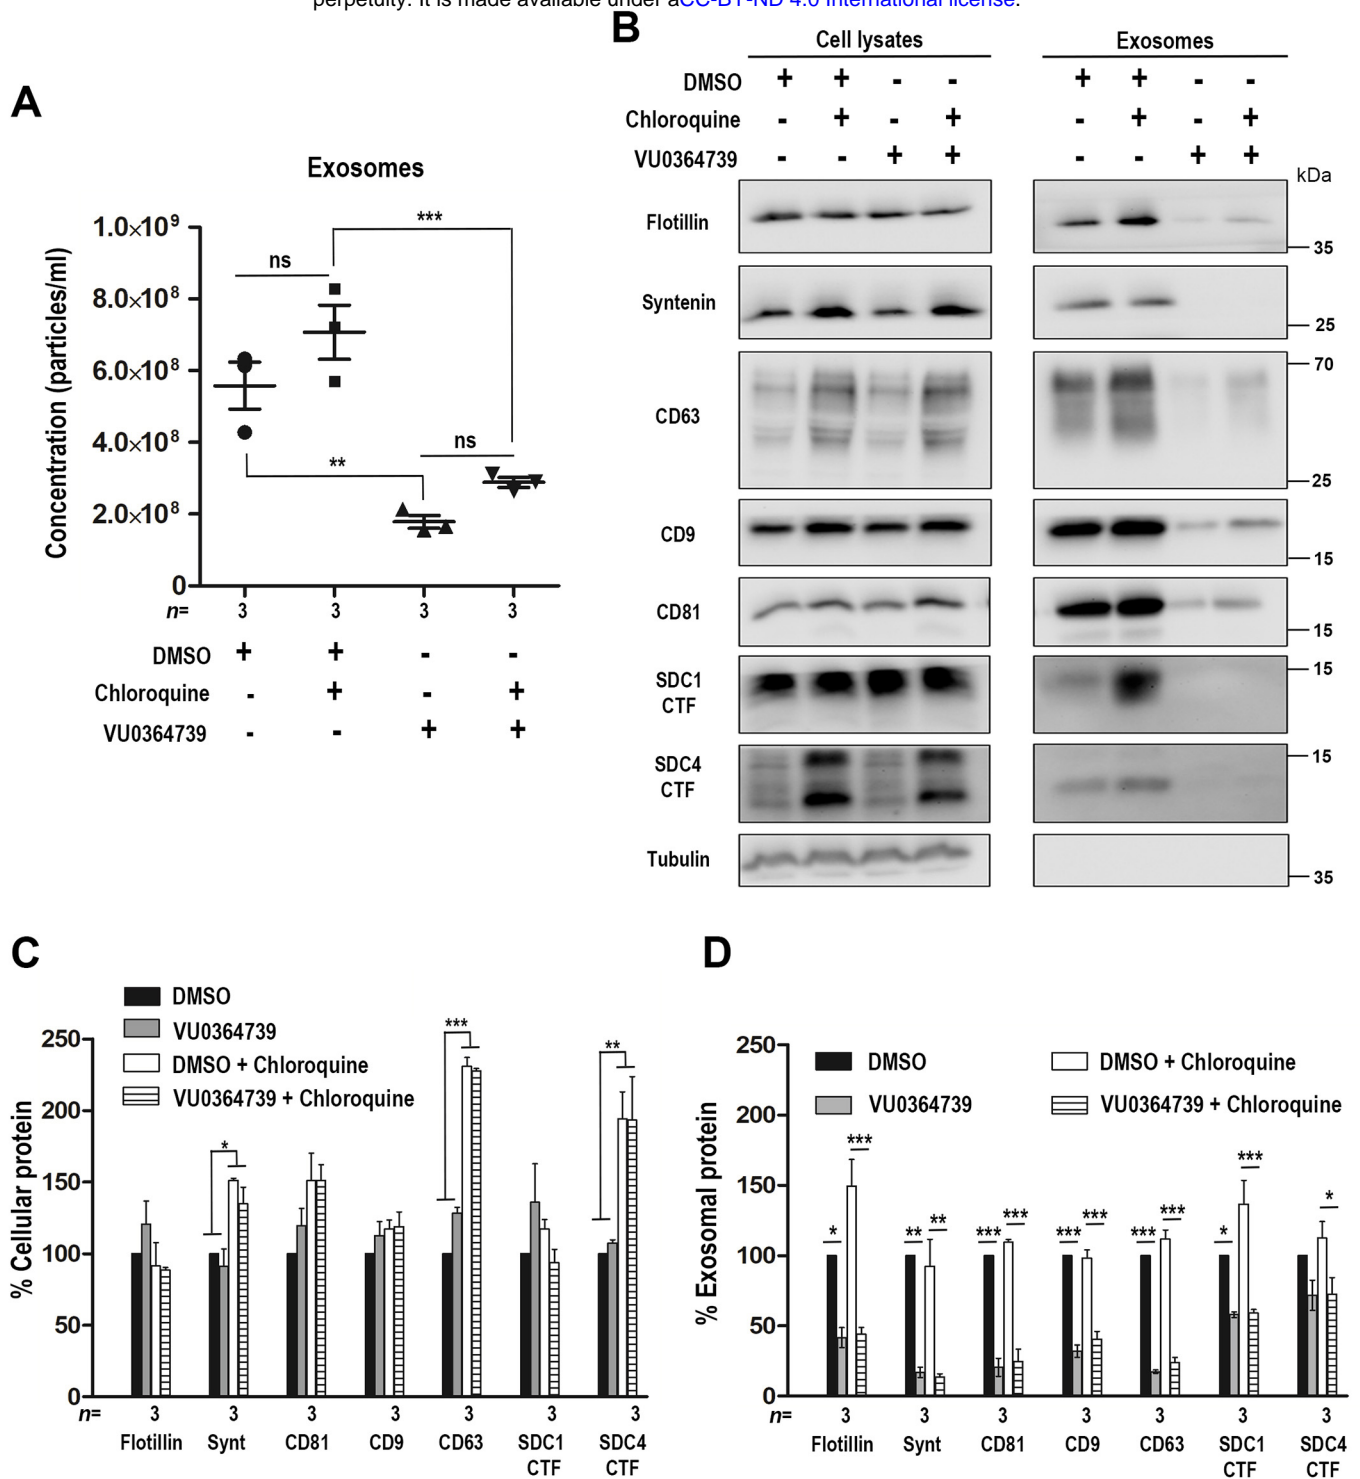 perpetuity. It is made available under aCC-BY-ND 4.0 International license.
A
Exosomes
Concentration (particles/ml)
1.0×10⁹
8.0×10⁸
6.0×10⁸
4.0×10⁸
2.0×10⁸
0
ns
***
**
ns
n= 3 3 3 3
DMSO + + - -
Chloroquine - + - +
VU0364739 - - + +
B
Cell lysates Exosomes
DMSO + + - - + + - -
Chloroquine - + - + - + - +
VU0364739 - - + + - - + +
kDa
Flotillin 35
Syntenin 25
CD63 70 25
CD9 15
CD81 15
SDC1 CTF 15
SDC4 CTF 15
Tubulin 35
C
DMSO
VU0364739
DMSO + Chloroquine
VU0364739 + Chloroquine
% Cellular protein
250
200
150
100
50
0
* *** **
n= 3 3 3 3 3 3 3
Flotillin Synt CD81 CD9 CD63 SDC1 SDC4
CTF CTF
D
DMSO DMSO + Chloroquine
VU0364739 VU0364739 + Chloroquine
% Exosomal protein
250
200
150
100
50
0
* *** ** ** *** *** *** *** *** *** * *** *
n= 3 3 3 3 3 3 3
Flotillin Synt CD81 CD9 CD63 SDC1 SDC4
CTF CTF